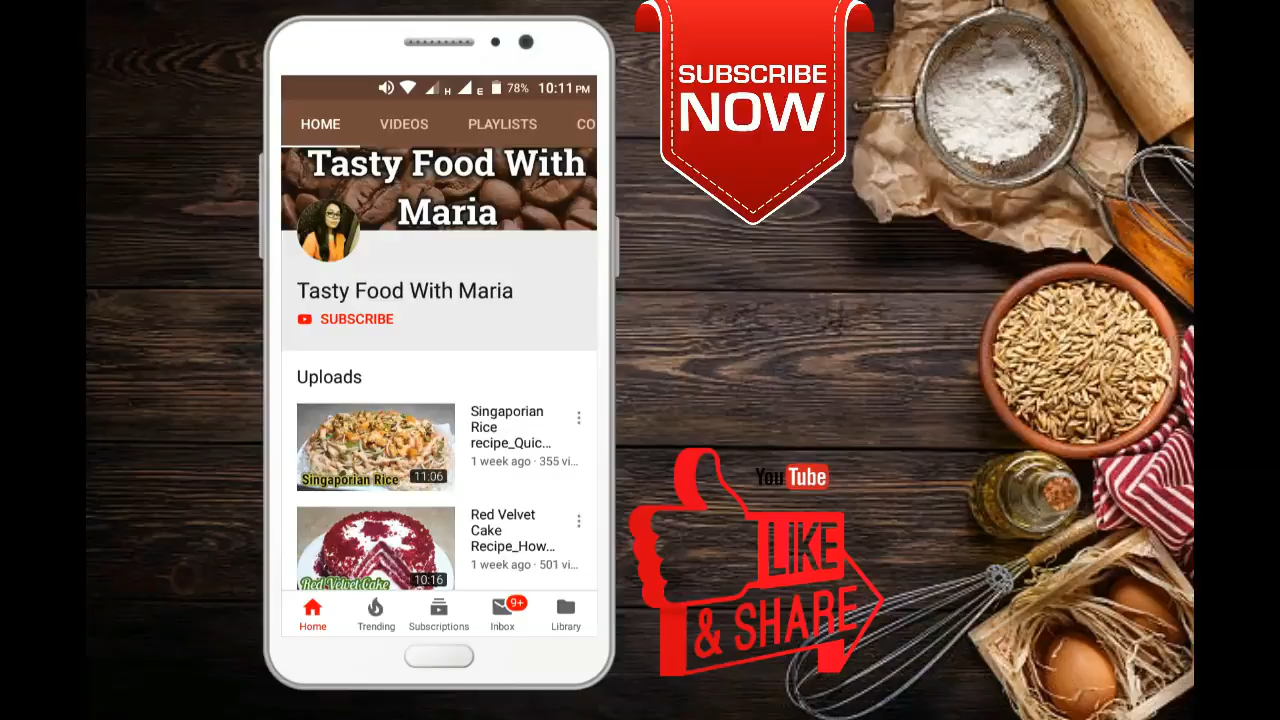 H E 78% 10:11 PM
HOME VIDEOS PLAYLISTS CO
Tasty Food With
Maria
Tasty Food With Maria
SUBSCRIBE
Uploads
Singaporian
Rice
recipe_Quic...
1 week ago · 355 vi...
Singaporian Rice
11:06
Red Velvet
Cake
Recipe_How...
1 week ago · 501 vi...
Red Velvet Cake
10:16
9+
Home Trending Subscriptions Inbox Library
SUBSCRIBE
NOW
YouTube
LIKE
& SHARE